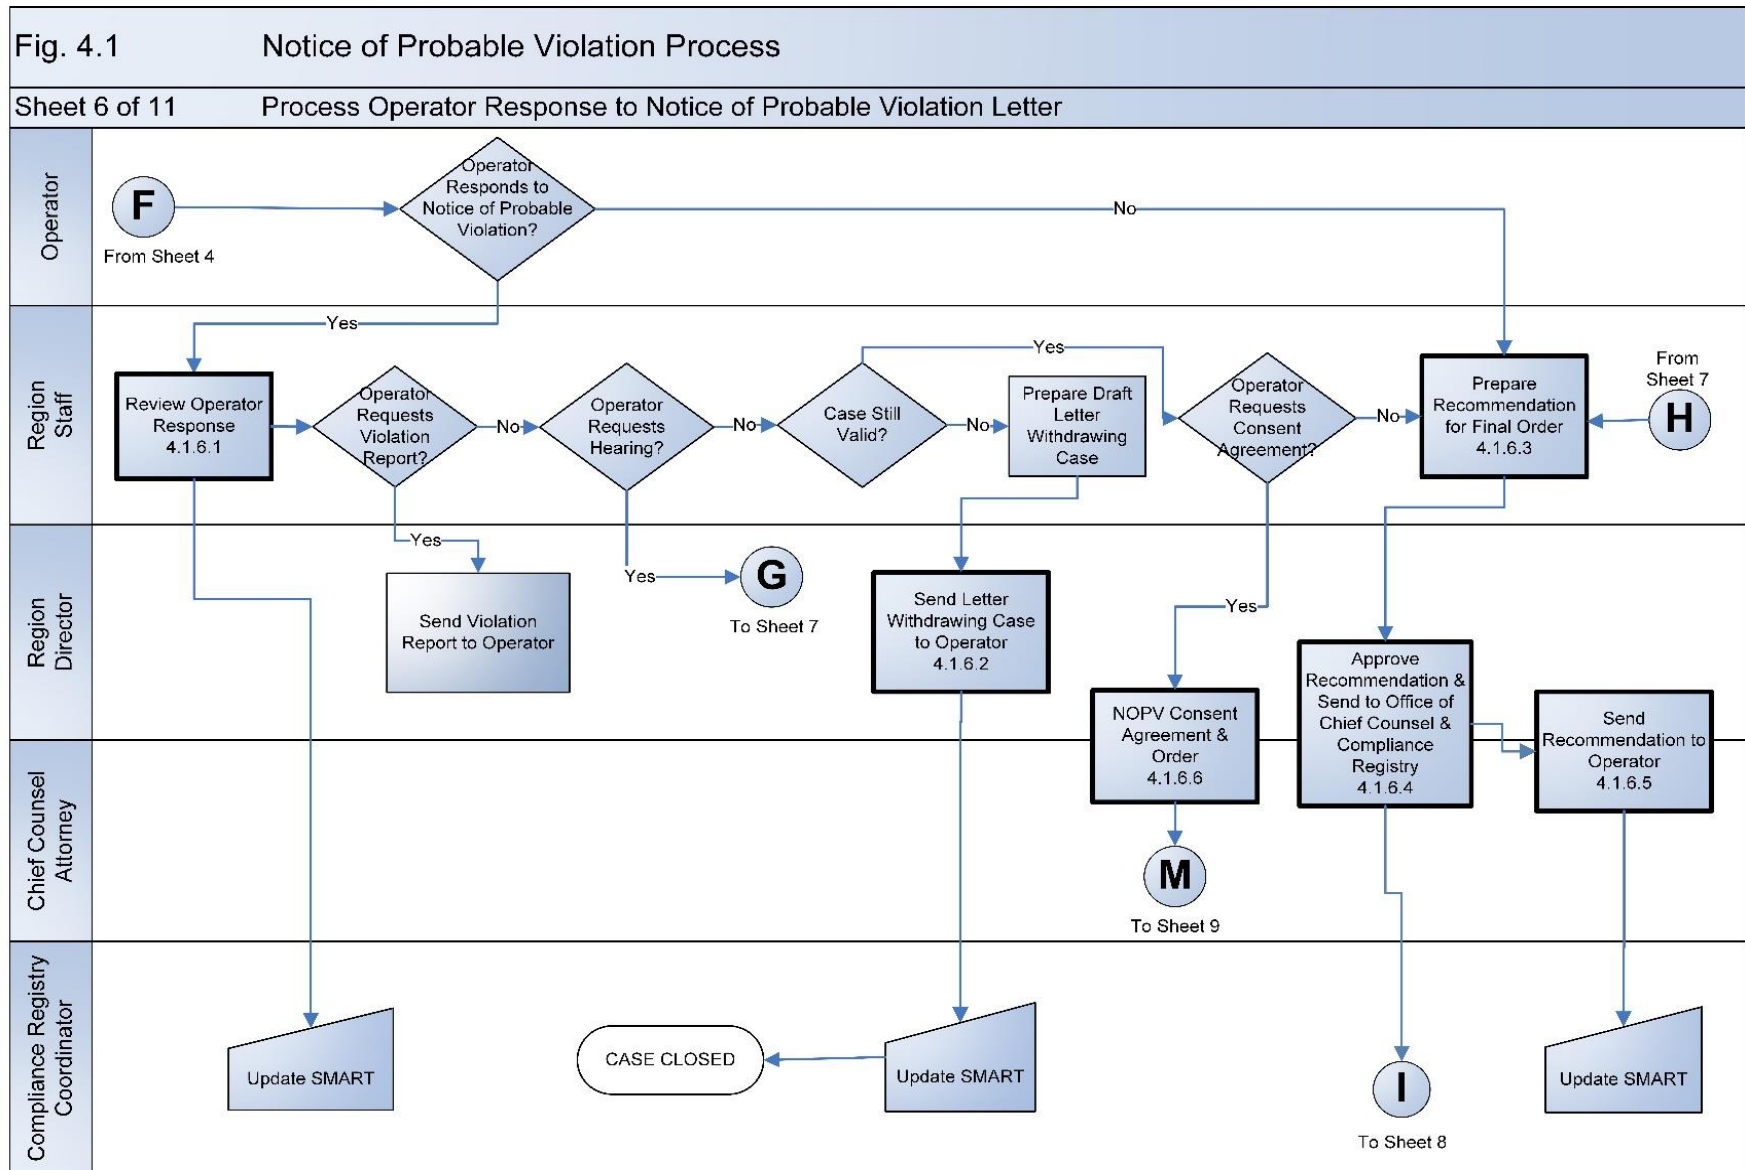 Fig. 4.1 Notice of Probable Violation Process
Sheet 6 of 11 Process Operator Response to Notice of Probable Violation Letter
Operator
F
From Sheet 4
Operator
Responds to
Notice of Probable
Violation?
No
Yes
Region
Staff
Review Operator
Response
4.1.6.1
Operator
Requests
Violation
Report?
No
Operator
Requests
Hearing?
No
Case Still
Valid?
Yes
No
Prepare Draft
Letter
Withdrawing
Case
Operator
Requests
Consent
Agreement?
No
Prepare
Recommendation
for Final Order
4.1.6.3
From
Sheet 7
H
Region
Director
Yes
Send Violation
Report to Operator
Yes
G
To Sheet 7
Send Letter
Withdrawing Case
to Operator
4.1.6.2
Yes
NOPV Consent
Agreement &
Order
4.1.6.6
Approve
Recommendation &
Send to Office of
Chief Counsel &
Compliance
Registry
4.1.6.4
Send
Recommendation to
Operator
4.1.6.5
Chief Counsel
Attorney
M
To Sheet 9
Compliance Registry
Coordinator
Update SMART
CASE CLOSED
Update SMART
I
To Sheet 8
Update SMART